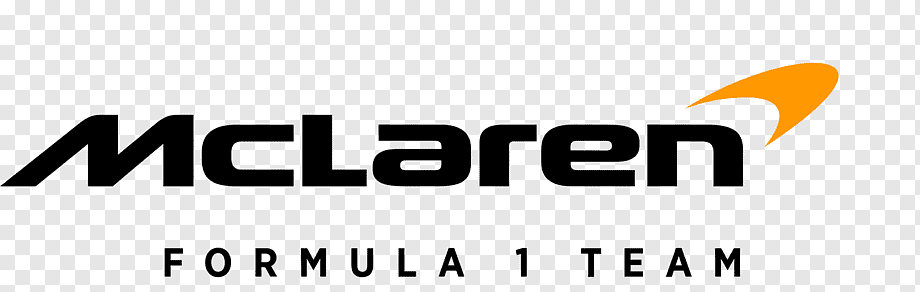 McLaren
FORMULA 1 TEAM